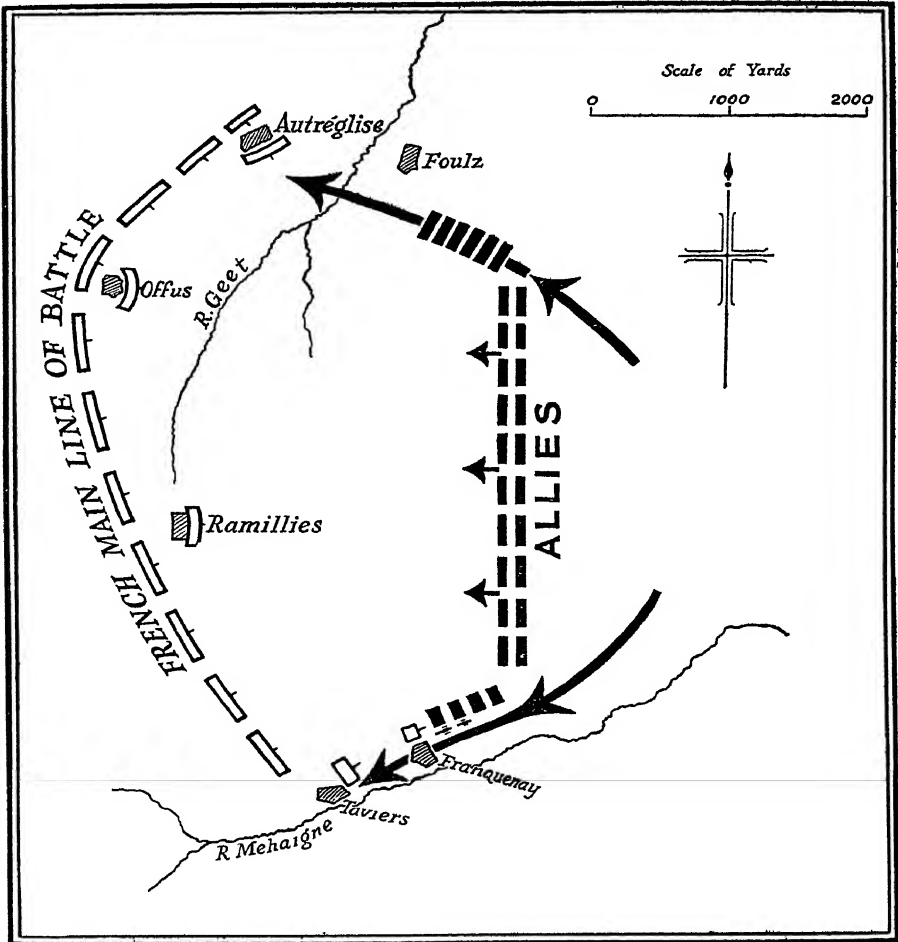 Scale of Yards
0 1000 2000
Autréglise
Foulz
FRENCH MAIN LINE OF BATTLE
Offus
R. Geet
ALLIES
Ramillies
Franquenay
Taviers
R Mehaigne